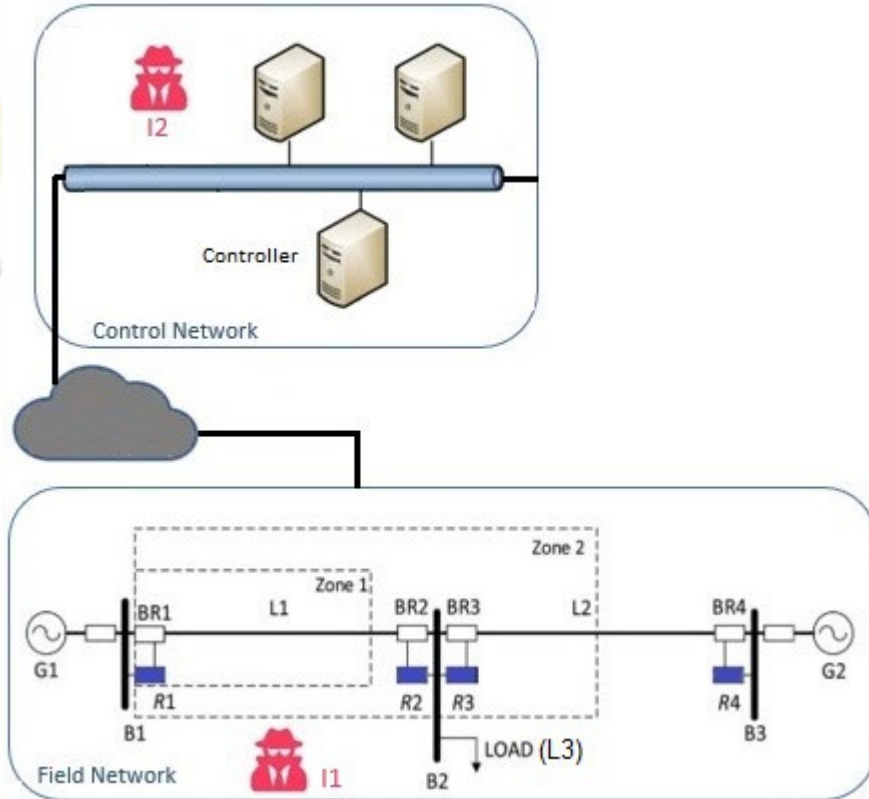 I2
Controller
Control Network
Zone 2
Zone 1
BR1
L1
BR2
BR3
L2
BR4
G1
G2
R1
R2
R3
R4
B1
B3
LOAD (L3)
I1
B2
Field Network